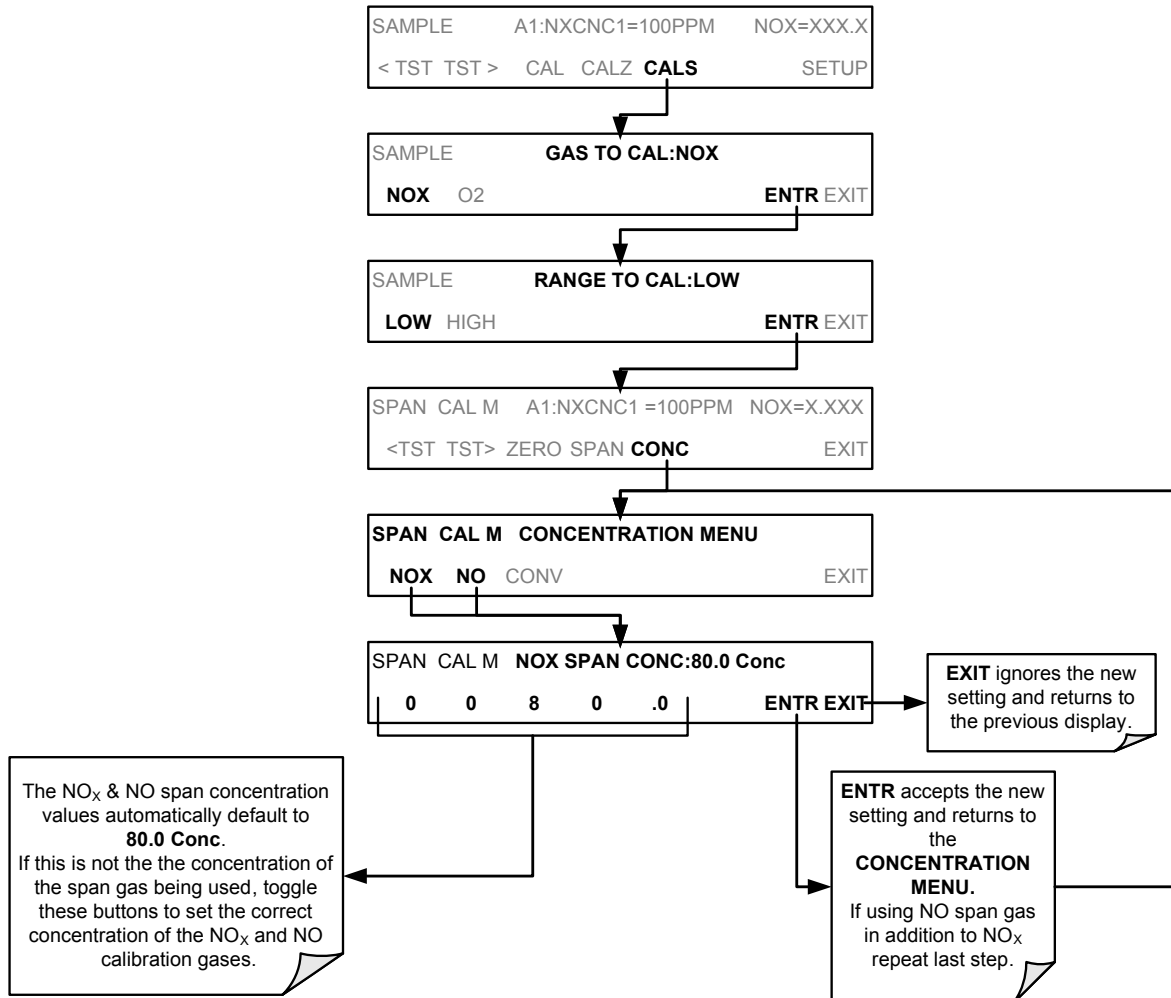 SAMPLE A1:NXCNC1=100PPM NOX=XXX.X
< TST TST > CAL CALZ CALS SETUP
SAMPLE GAS TO CAL:NOX
NOX O2 ENTR EXIT
SAMPLE RANGE TO CAL:LOW
LOW HIGH ENTR EXIT
SPAN CAL M A1:NXCNC1 =100PPM NOX=X.XXX
<TST TST> ZERO SPAN CONC EXIT
SPAN CAL M CONCENTRATION MENU
NOX NO CONV EXIT
SPAN CAL M NOX SPAN CONC:80.0 Conc
0 0 8 0 .0 ENTR EXIT
EXIT ignores the new
setting and returns to
the previous display.
The NOX & NO span concentration
values automatically default to
80.0 Conc.
If this is not the the concentration of
the span gas being used, toggle
these buttons to set the correct
concentration of the NOX and NO
calibration gases.
ENTR accepts the new
setting and returns to
the
CONCENTRATION
MENU.
If using NO span gas
in addition to NOX
repeat last step.